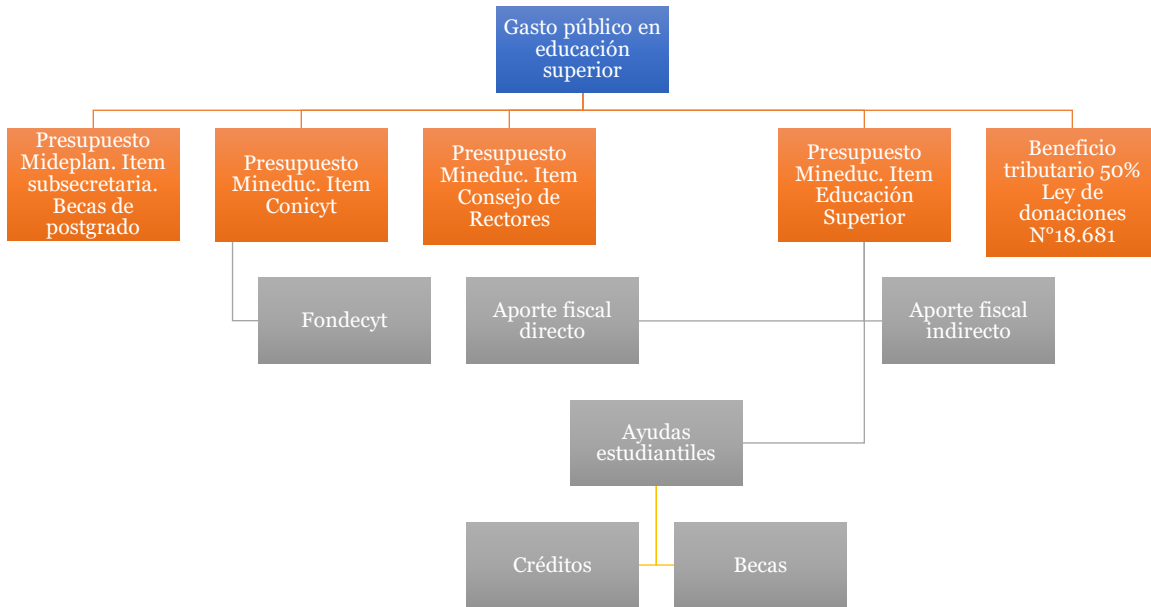 Gasto público en
educación
superior
Presupuesto
Mideplan. Item
subsecretaria.
Becas de
postgrado
Presupuesto
Mineduc. Item
Conicyt
Presupuesto
Mineduc. Item
Consejo de
Rectores
Presupuesto
Mineduc. Item
Educación
Superior
Beneficio
tributario 50%
Ley de
donaciones
N°18.681
Fondecyt
Aporte fiscal
directo
Aporte fiscal
indirecto
Ayudas
estudiantiles
Créditos
Becas